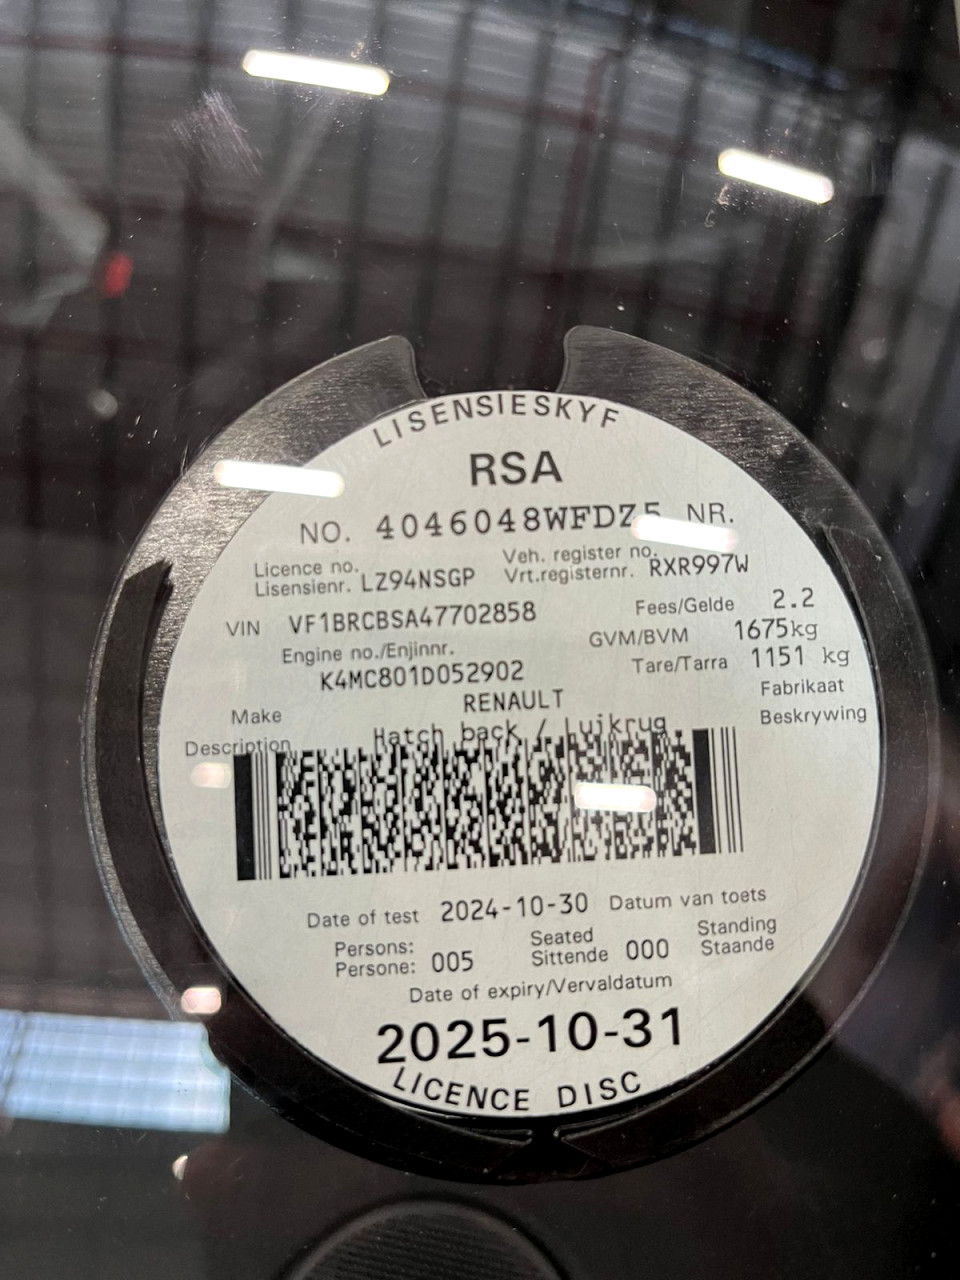 LISENSIESKYF
RSA
NO. 4046048WFDZ5 NR.
Licence no. Veh. register no.
Lisensienr. LZ94NSGP Vrt.registernr. RXR997W
VIN VF1BRCBSA47702858 Fees/Gelde 2.2
Engine no./Enjinnr. GVM/BVM 1675kg
K4MC801D052902 Tare/Tarra 1151 kg
Make RENAULT Fabrikaat
Description Hatch back / Luikrug Beskrywing
Date of test 2024-10-30 Datum van toets
Persons: Seated Standing
Persone: 005 Sittende 000 Staande
Date of expiry/Vervaldatum
2025-10-31
LICENCE DISC